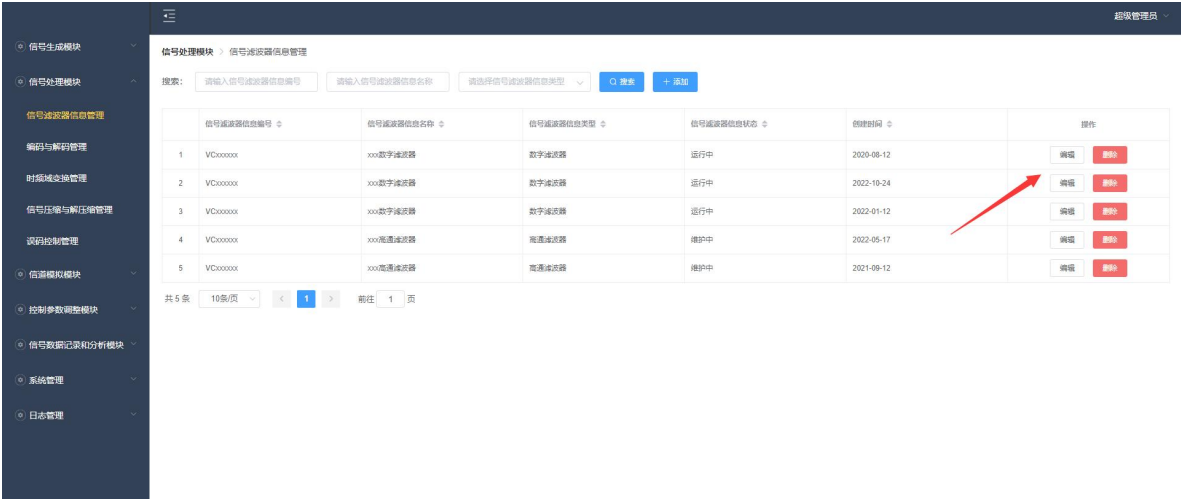 超级管理员
信号生成模块
信号处理模块
信号滤波器信息管理
编码与解码管理
时频域变换管理
信号压缩与解压缩管理
误码控制管理
信道模拟模块
控制参数调整模块
信号数据记录和分析模块
系统管理
日志管理
信号处理模块 > 信号滤波器信息管理
搜索: 请输入信号滤波器信息编号 请输入信号滤波器信息名称 请选择信号滤波器信息类型 搜索 + 添加
信号滤波器信息编号 信号滤波器信息名称 信号滤波器信息类型 信号滤波器信息状态 创建时间 操作
1 VCxxxxxx xxx数字滤波器 数字滤波器 运行中 2020-08-12 编辑 删除
2 VCxxxxxx xxx数字滤波器 数字滤波器 运行中 2022-10-24 编辑 删除
3 VCxxxxxx xxx数字滤波器 数字滤波器 运行中 2022-01-12 编辑 删除
4 VCxxxxxx xxx高通滤波器 高通滤波器 维护中 2022-05-17 编辑 删除
5 VCxxxxxx xxx高通滤波器 高通滤波器 维护中 2021-09-12 编辑 删除
共 5 条 10条/页 < 1 > 前往 1 页